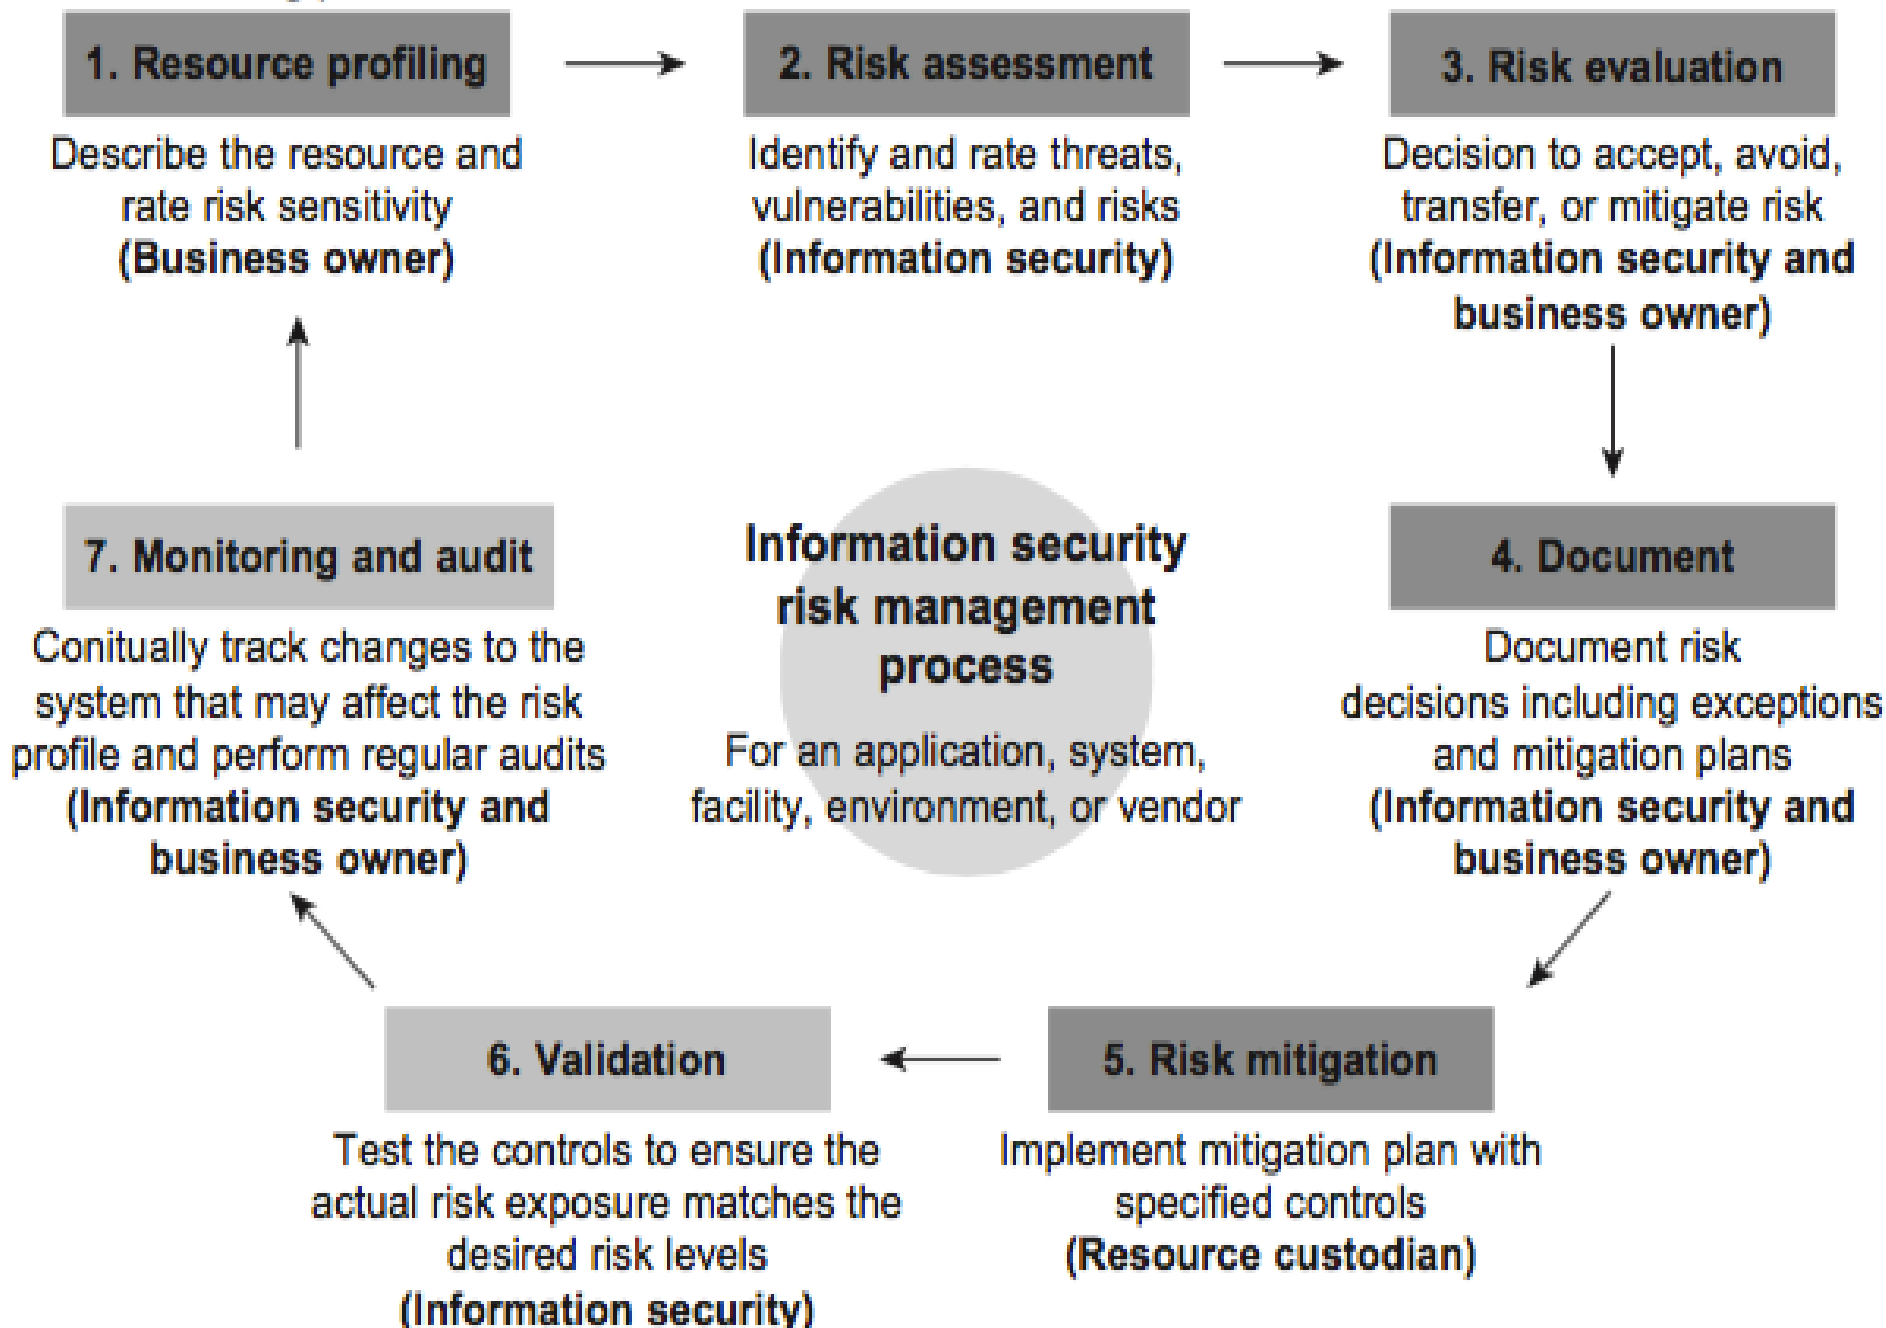 1. Resource profiling
Describe the resource and
rate risk sensitivity
(Business owner)
2. Risk assessment
Identify and rate threats,
vulnerabilities, and risks
(Information security)
3. Risk evaluation
Decision to accept, avoid,
transfer, or mitigate risk
(Information security and
business owner)
4. Document
Document risk
decisions including exceptions
and mitigation plans
(Information security and
business owner)
5. Risk mitigation
Implement mitigation plan with
specified controls
(Resource custodian)
6. Validation
Test the controls to ensure the
actual risk exposure matches the
desired risk levels
(Information security)
7. Monitoring and audit
Conitually track changes to the
system that may affect the risk
profile and perform regular audits
(Information security and
business owner)
Information security
risk management
process
For an application, system,
facility, environment, or vendor